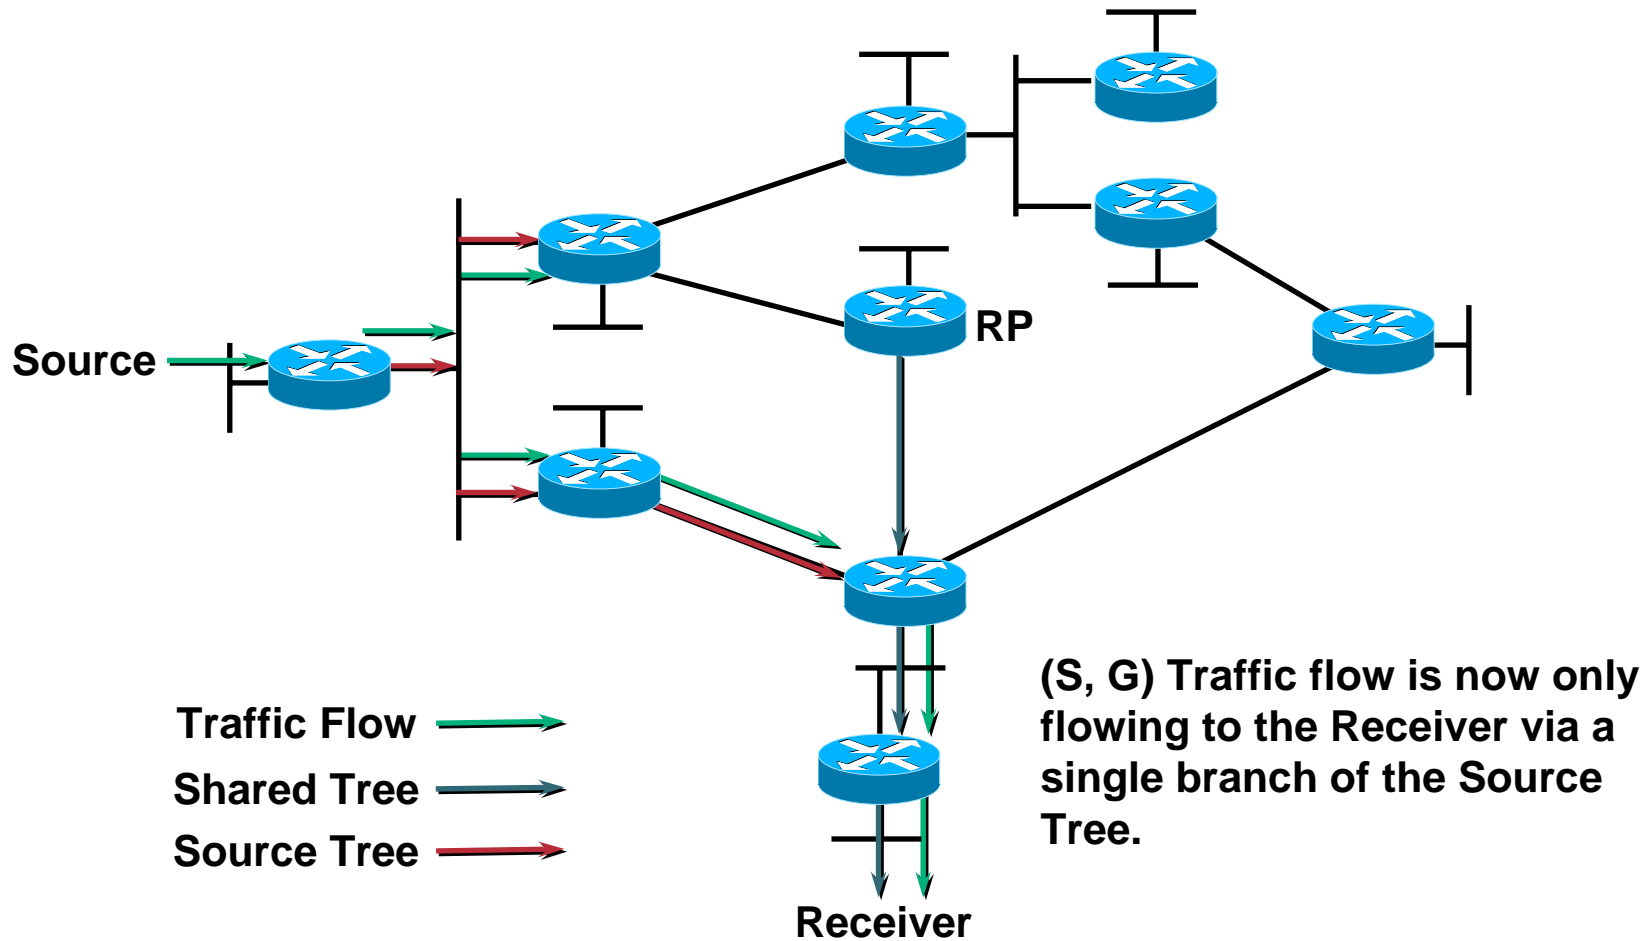 RP
Source
(S, G) Traffic flow is now only
flowing to the Receiver via a
single branch of the Source
Tree.
Traffic Flow
Shared Tree
Source Tree
Receiver